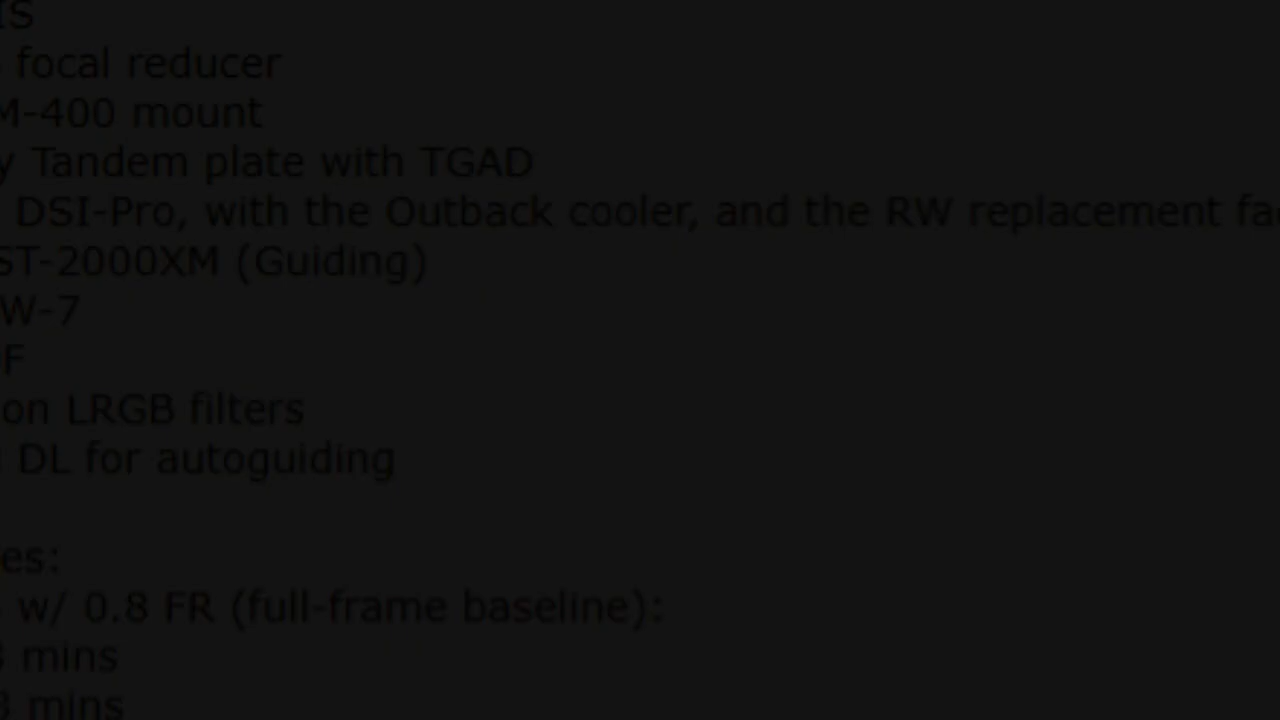 focal reducer
M-400 mount
y Tandem plate with TGAD
DSI-Pro, with the Outback cooler, and the RW replacement
ST-2000XM (Guiding)
W-7
F
on LRGB filters
DL for autoguiding
es:
w/ 0.8 FR (full-frame baseline):
mins
mins